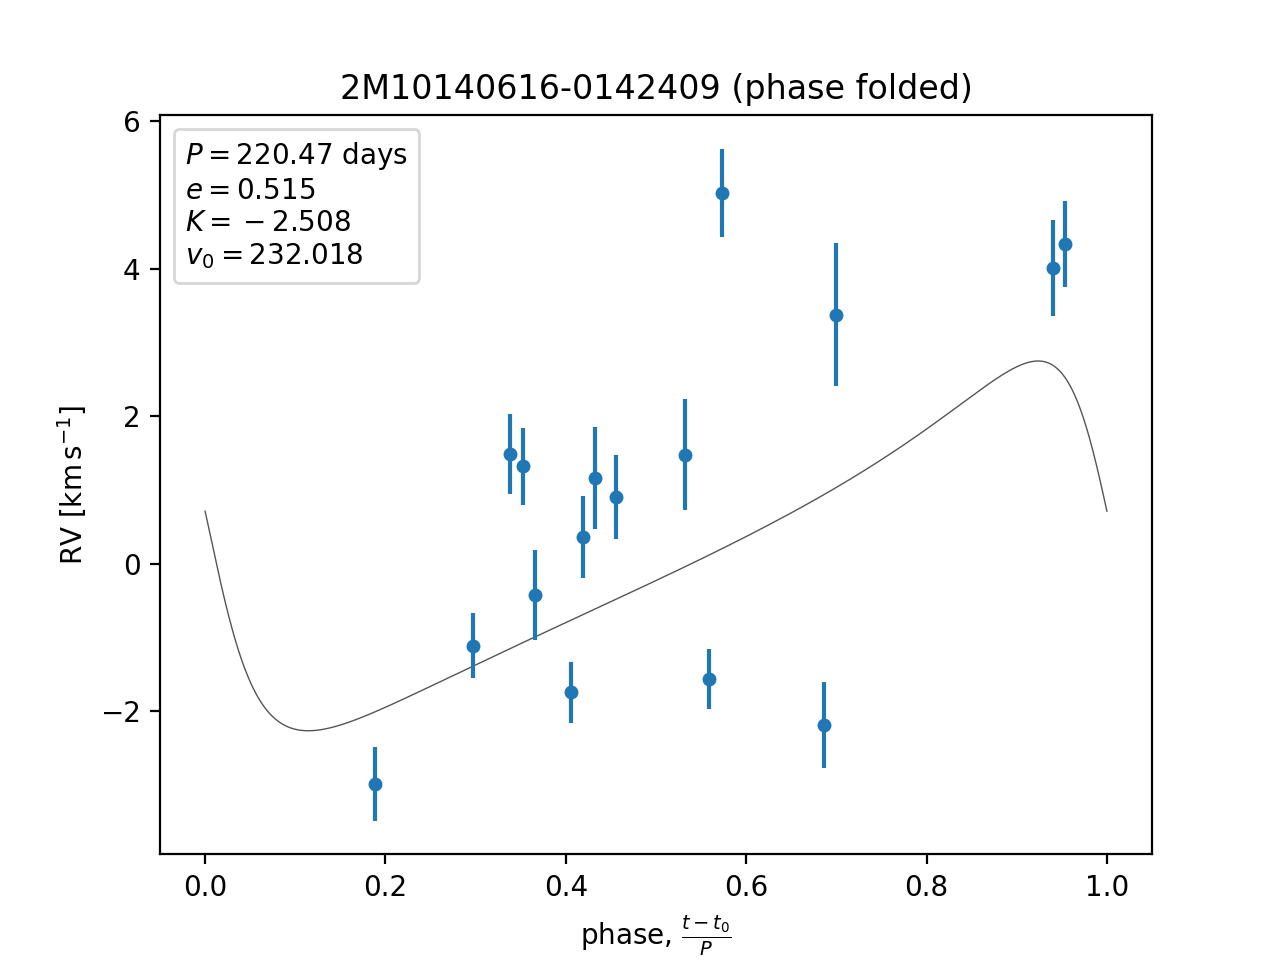 2M10140616-0142409 (phase folded)
P = 220.47 days
e = 0.515
K = −2.508
v₀ = 232.018
6
4
2
0
−2
RV [km s⁻¹]
0.0 0.2 0.4 0.6 0.8 1.0
phase, (t − t₀)/P